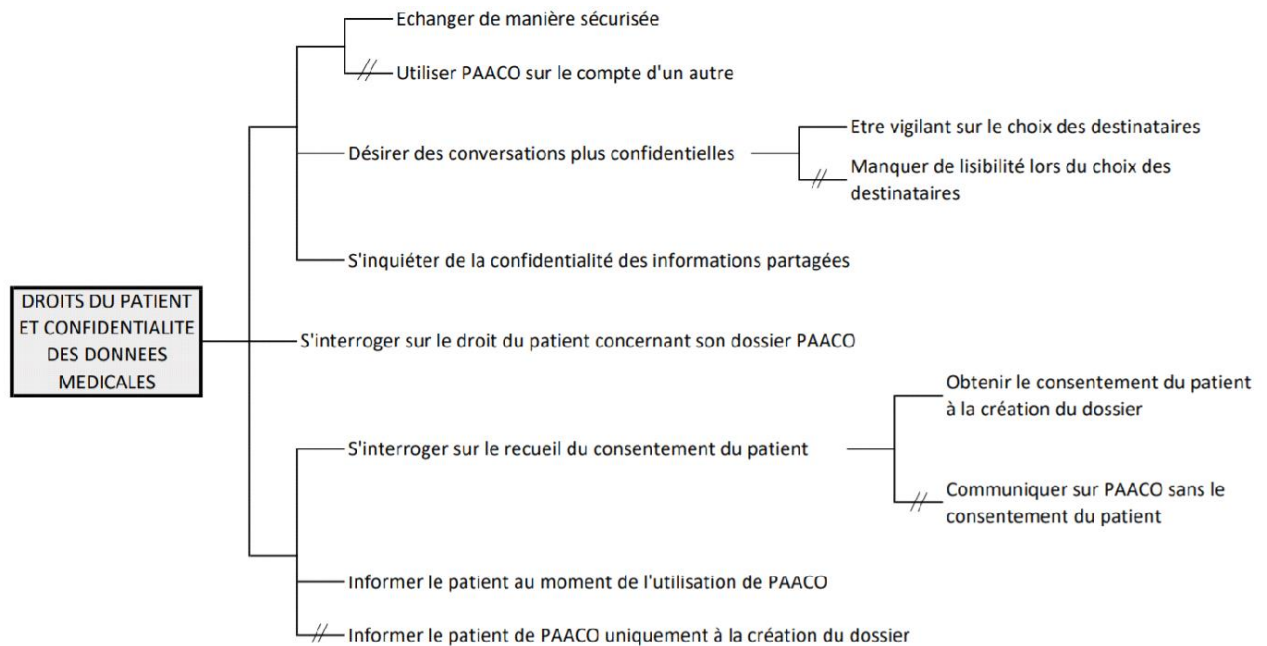 Echanger de manière sécurisée
Utiliser PAACO sur le compte d'un autre
Etre vigilant sur le choix des destinataires
Désirer des conversations plus confidentielles
Manquer de lisibilité lors du choix des
destinataires
S'inquiéter de la confidentialité des informations partagées
DROITS DU PATIENT
ET CONFIDENTIALITE
DES DONNEES
MEDICALES
S'interroger sur le droit du patient concernant son dossier PAACO
Obtenir le consentement du patient
à la création du dossier
S'interroger sur le recueil du consentement du patient
Communiquer sur PAACO sans le
consentement du patient
Informer le patient au moment de l'utilisation de PAACO
Informer le patient de PAACO uniquement à la création du dossier